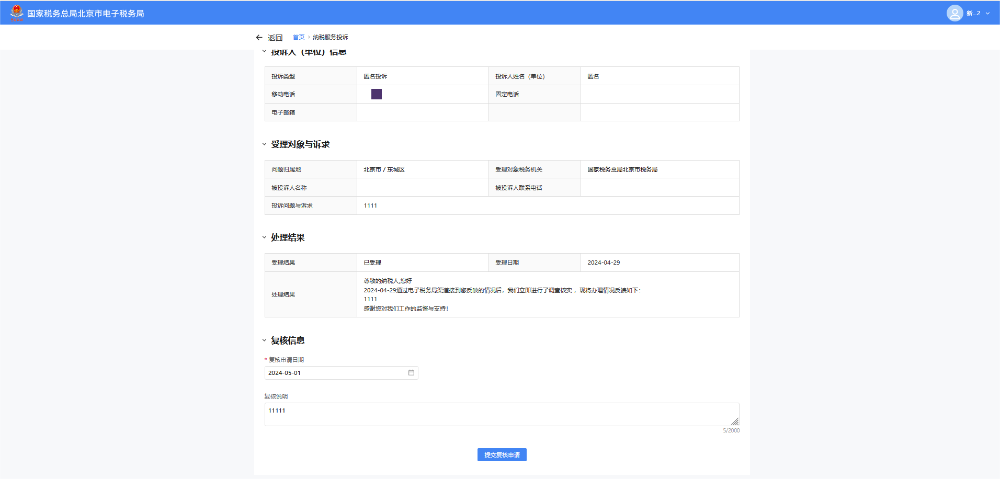 国家税务总局北京市电子税务局
新...2
返回 首页 > 纳税服务投诉
投诉人（单位）信息
投诉类型 匿名投诉 投诉人姓名（单位） 匿名
移动电话 固定电话
电子邮箱
受理对象与诉求
问题归属地 北京市 / 东城区 受理对象税务机关 国家税务总局北京市税务局
被投诉人名称 被投诉人联系电话
投诉问题与诉求 1111
处理结果
受理结果 已受理 受理日期 2024-04-29
处理结果
尊敬的纳税人,您好
2024-04-29通过电子税务局渠道接到您反映的情况后，我们立即进行了调查核实 ，现将办理情况反馈如下：
1111
感谢您对我们工作的监督与支持！
复核信息
* 复核申请日期
2024-05-01
复核说明
11111
5/2000
提交复核申请